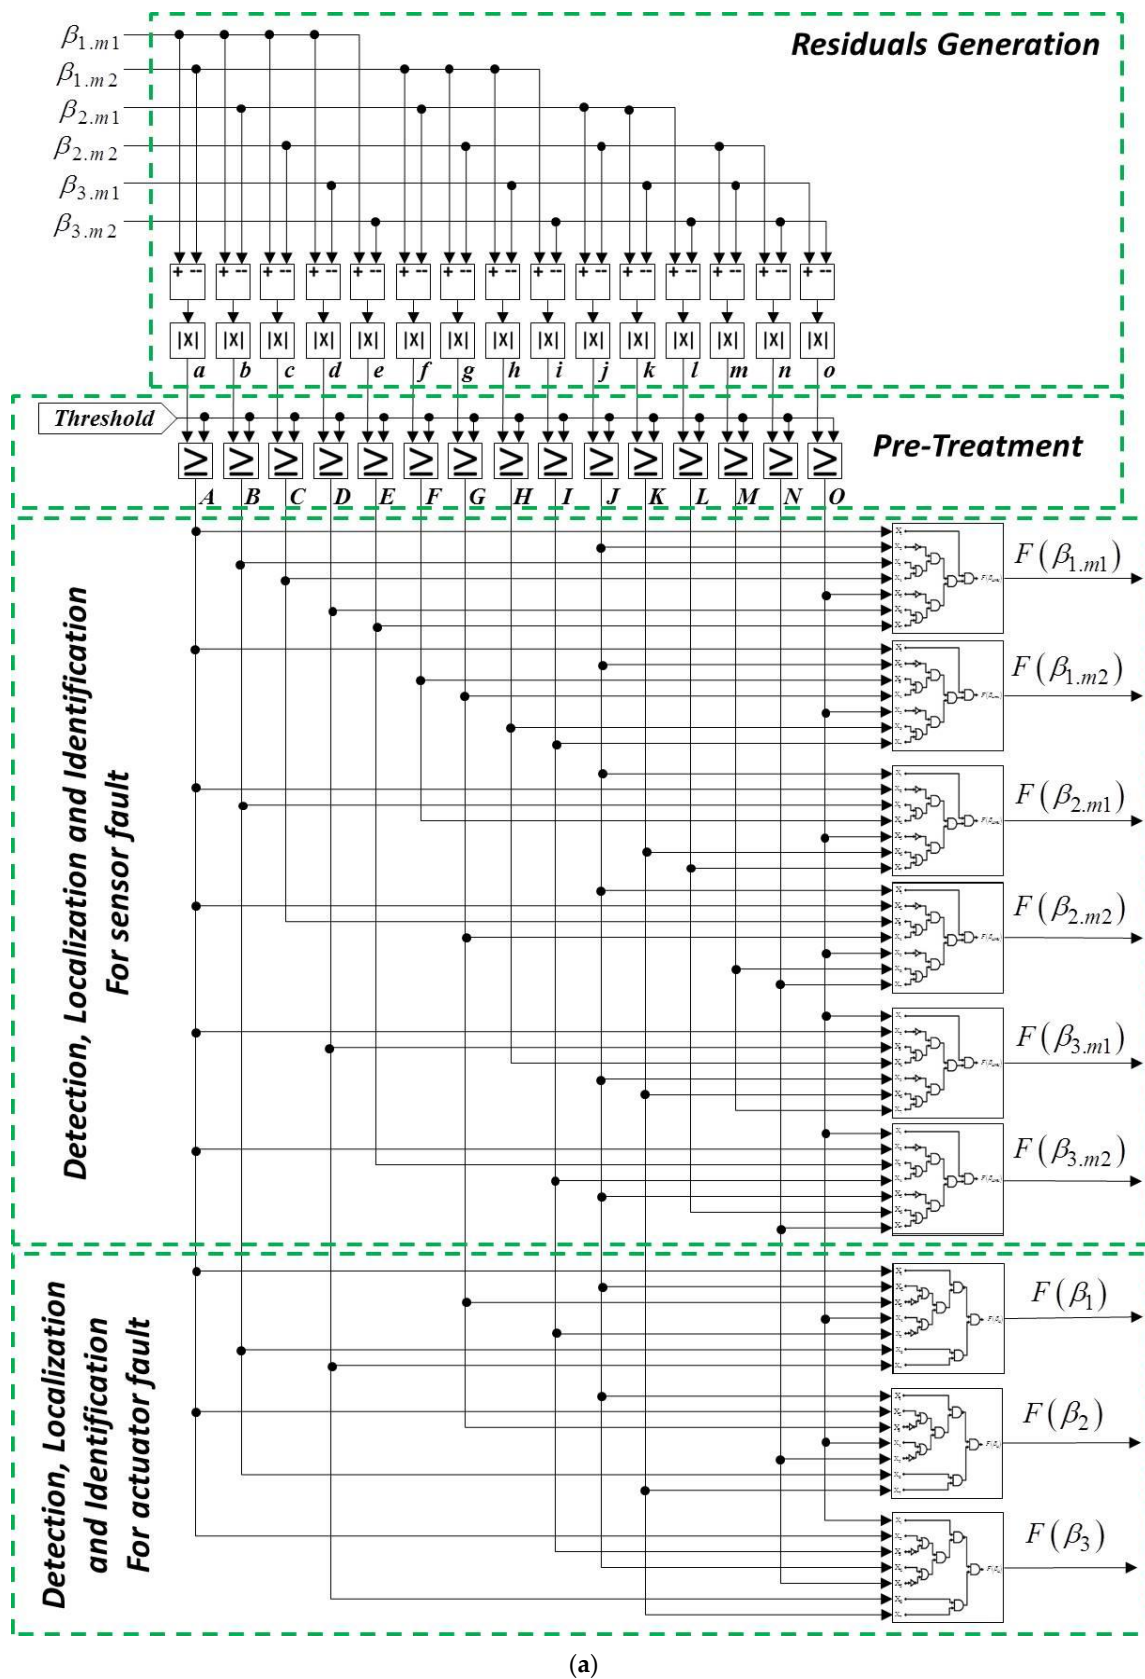 Residuals Generation
β1.m1
β1.m2
β2.m1
β2.m2
β3.m1
β3.m2
+ -- + -- + -- + -- + -- + -- + -- + -- + -- + -- + -- + -- + -- + -- + --
|X| |X| |X| |X| |X| |X| |X| |X| |X| |X| |X| |X| |X| |X| |X|
a b c d e f g h i j k l m n o
Threshold
Pre-Treatment
≥ ≥ ≥ ≥ ≥ ≥ ≥ ≥ ≥ ≥ ≥ ≥ ≥ ≥ ≥
A B C D E F G H I J K L M N O
Detection, Localization and Identification
For sensor fault
F(β1.m1)
F(β1.m2)
F(β2.m1)
F(β2.m2)
F(β3.m1)
F(β3.m2)
Detection, Localization
and Identification
For actuator fault
F(β1)
F(β2)
F(β3)
(a)